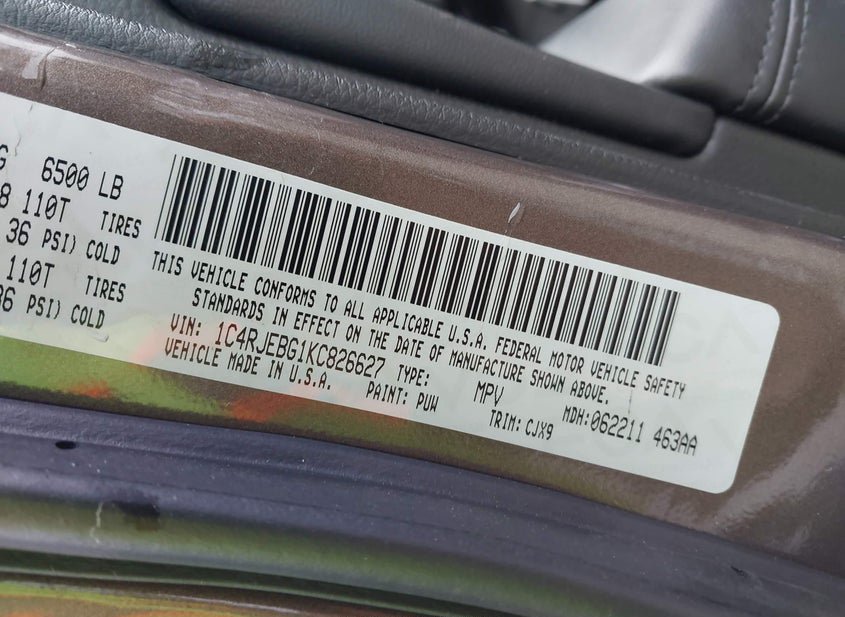 G 6500 LB
8 110T TIRES
36 PSI) COLD
110T TIRES
36 PSI) COLD
THIS VEHICLE CONFORMS TO ALL APPLICABLE U.S.A. FEDERAL MOTOR VEHICLE SAFETY
STANDARDS IN EFFECT ON THE DATE OF MANUFACTURE SHOWN ABOVE.
VIN: 1C4RJEBG1KC826627 TYPE: MPV MDH:062211 463AA
VEHICLE MADE IN U.S.A. PAINT: PUW TRIM: CJX9